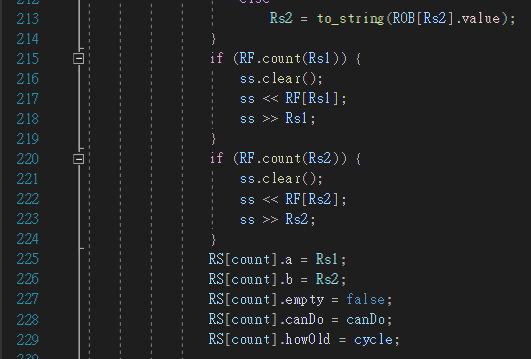 212 else
213 Rs2 = to_string(ROB[Rs2].value);
214 }
215 if (RF.count(Rs1)) {
216 ss.clear();
217 ss << RF[Rs1];
218 ss >> Rs1;
219 }
220 if (RF.count(Rs2)) {
221 ss.clear();
222 ss << RF[Rs2];
223 ss >> Rs2;
224 }
225 RS[count].a = Rs1;
226 RS[count].b = Rs2;
227 RS[count].empty = false;
228 RS[count].canDo = canDo;
229 RS[count].howOld = cycle;
230